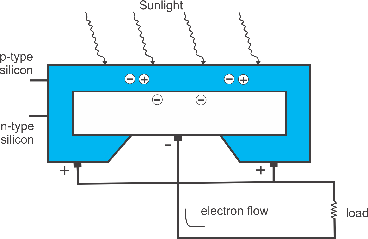 Sunlight
p-type
silicon
− + − +
− −
n-type
silicon
+ - +
electron flow
load